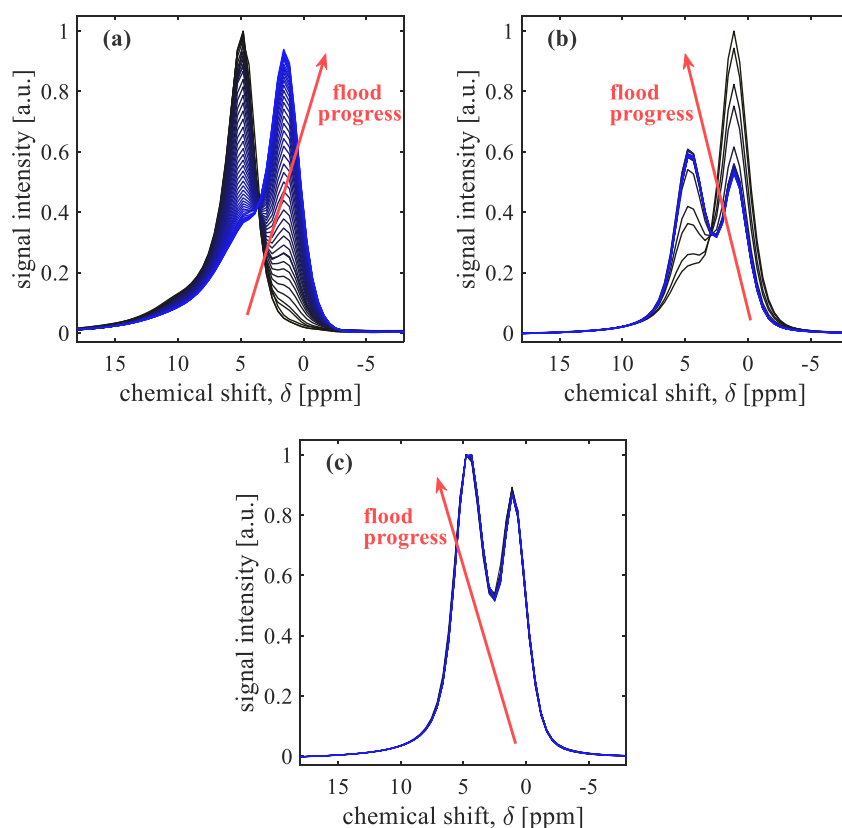 (a)
flood
progress
signal intensity [a.u.]
1
0.8
0.6
0.4
0.2
0
15
10
5
0
-5
chemical shift, δ [ppm]
(b)
flood
progress
signal intensity [a.u.]
1
0.8
0.6
0.4
0.2
0
15
10
5
0
-5
chemical shift, δ [ppm]
(c)
flood
progress
signal intensity [a.u.]
1
0.8
0.6
0.4
0.2
0
15
10
5
0
-5
chemical shift, δ [ppm]